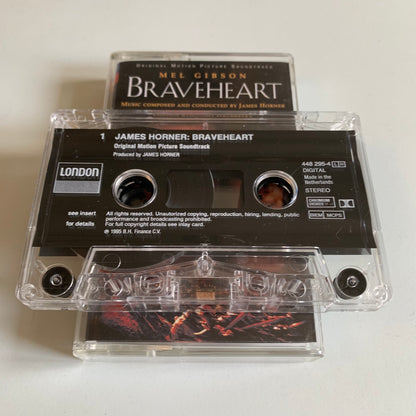 ORIGINAL MOTION PICTURE SOUNDTRACK
MEL GIBSON
BRAVEHEART
MUSIC COMPOSED AND CONDUCTED BY JAMES HORNER
1 JAMES HORNER: BRAVEHEART
Original Motion Picture Soundtrack
Produced by JAMES HORNER
448 295-4
DIGITAL
Made in the
Netherlands
STEREO
LONDON
see insert
for details
All rights reserved. Unauthorized copying, reproduction, hiring, lending, public
performance and broadcasting prohibited.
For full copyright details see inlay card.
℗ 1995 B.H. Finance C.V.
CHROMIUM
BIEM MCPS